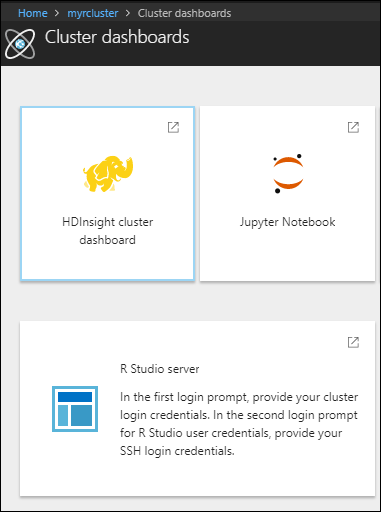 Home > myrcluster > Cluster dashboards
Cluster dashboards
HDInsight cluster
dashboard
Jupyter Notebook
R Studio server
In the first login prompt, provide your cluster
login credentials. In the second login prompt
for R Studio user credentials, provide your
SSH login credentials.